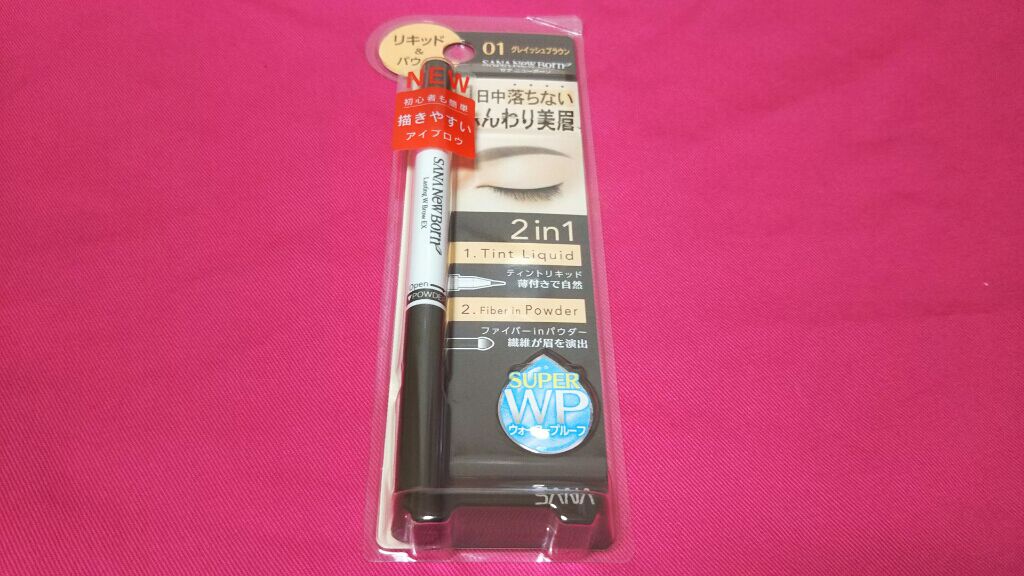 リキッド
&
パウ
01 グレイッシュブラウン
SANA New Born
サナ ニューボーン
NEW
初心者も簡単
描きやすい
アイブロウ
日中落ちない
んわり美眉
SANA New Born
Lasting W Brow EX
Open
POWDE
2in1
1. Tint Liquid
ティントリキッド
薄付きで自然
2. Fiber in Powder
ファイバーinパウダー
繊維が眉を演出
SUPER
WP
ウォータープルーフ
SANA